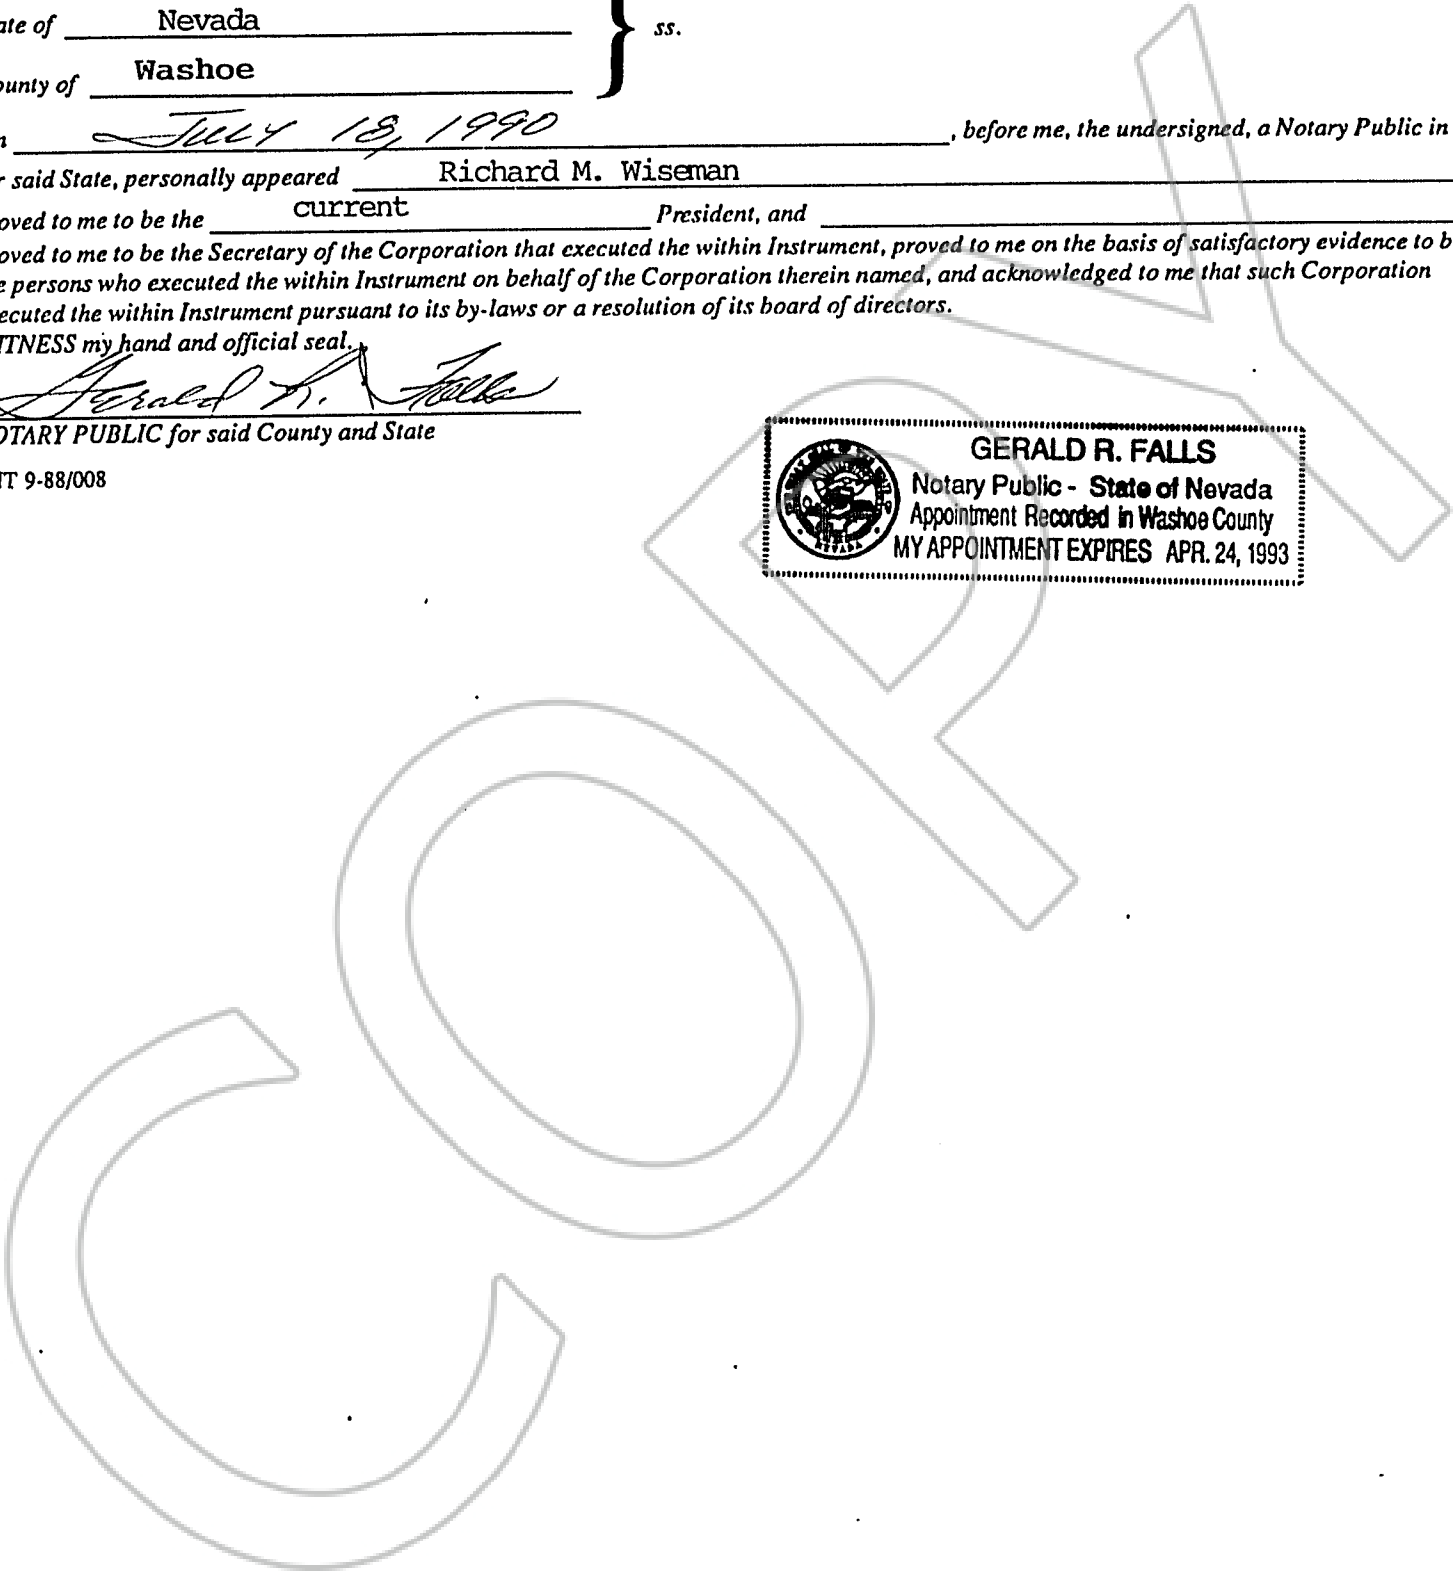 ate of Nevada
ounty of Washoe
ss.
n July 18, 1990, before me, the undersigned, a Notary Public in
r said State, personally appeared Richard M. Wiseman
oved to me to be the current President, and
oved to me to be the Secretary of the Corporation that executed the within Instrument, proved to me on the basis of satisfactory evidence to b
e persons who executed the within Instrument on behalf of the Corporation therein named, and acknowledged to me that such Corporation
ecuted the within Instrument pursuant to its by-laws or a resolution of its board of directors.
ITNESS my hand and official seal.
Gerald R. Falls
OTARY PUBLIC for said County and State
IT 9-88/008
GERALD R. FALLS
Notary Public - State of Nevada
Appointment Recorded in Washoe County
MY APPOINTMENT EXPIRES APR. 24, 1993
NEVADA
COPY